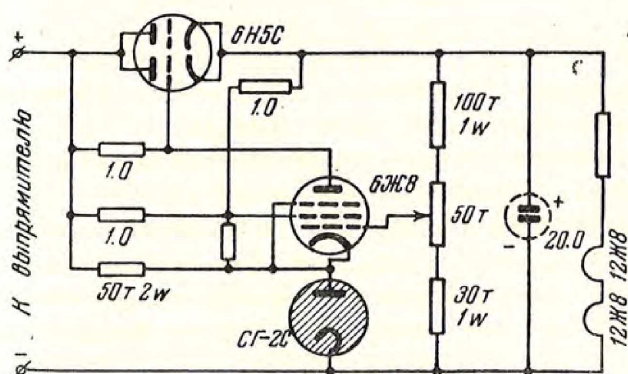 +
6Н5С
1.0
100т
1w
1.0
6Ж8
1.0
50т
50т 2w
+
-
20.0
30т
1w
СГ-2С
12Ж8 12Ж8
К выпрямителю
-